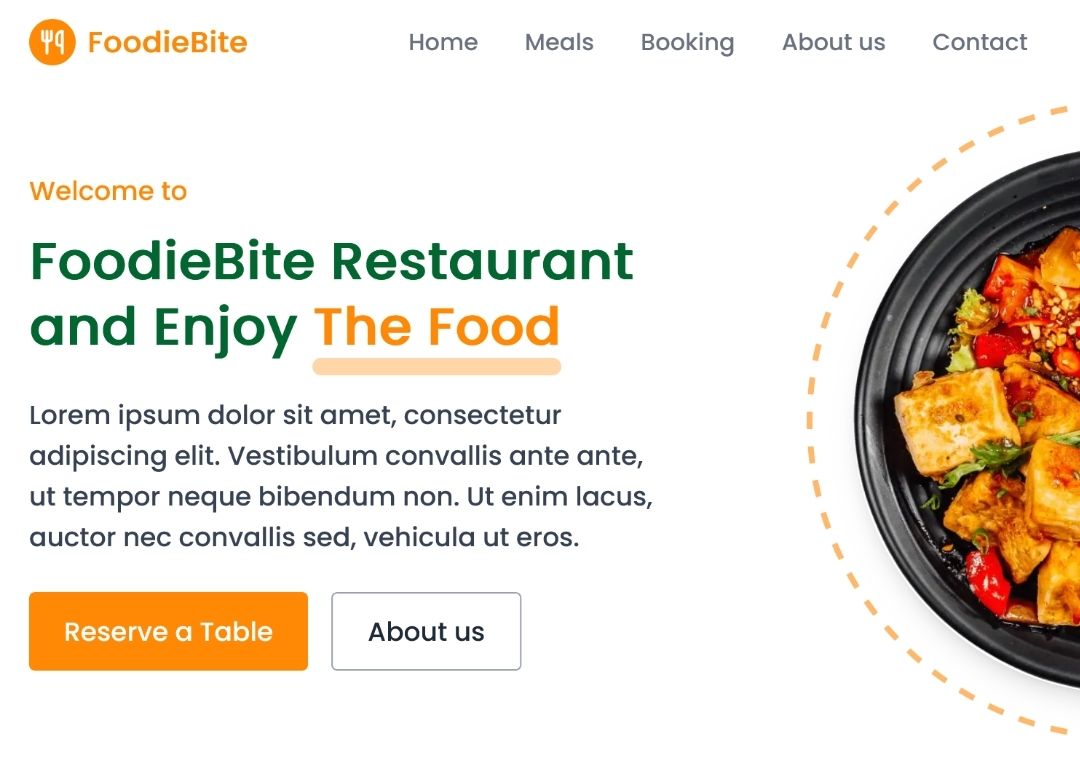 FoodieBite
Home Meals Booking About us Contact
Welcome to
FoodieBite Restaurant
and Enjoy The Food
Lorem ipsum dolor sit amet, consectetur
adipiscing elit. Vestibulum convallis ante ante,
ut tempor neque bibendum non. Ut enim lacus,
auctor nec convallis sed, vehicula ut eros.
Reserve a Table
About us